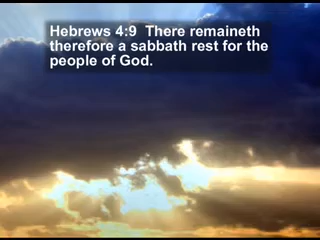 Hebrews 4:9  There remaineth
therefore a sabbath rest for the
people of God.